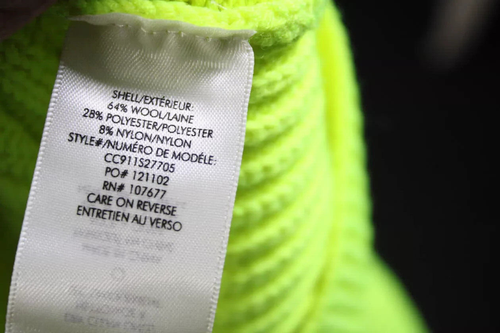 SHELL/EXTÉRIEUR:
64% WOOL/LAINE
28% POLYESTER/POLYESTER
8% NYLON/NYLON
STYLE#/NUMÉRO DE MODÈLE:
CC911S27705
PO# 121102
RN# 107677
CARE ON REVERSE
ENTRETIEN AU VERSO